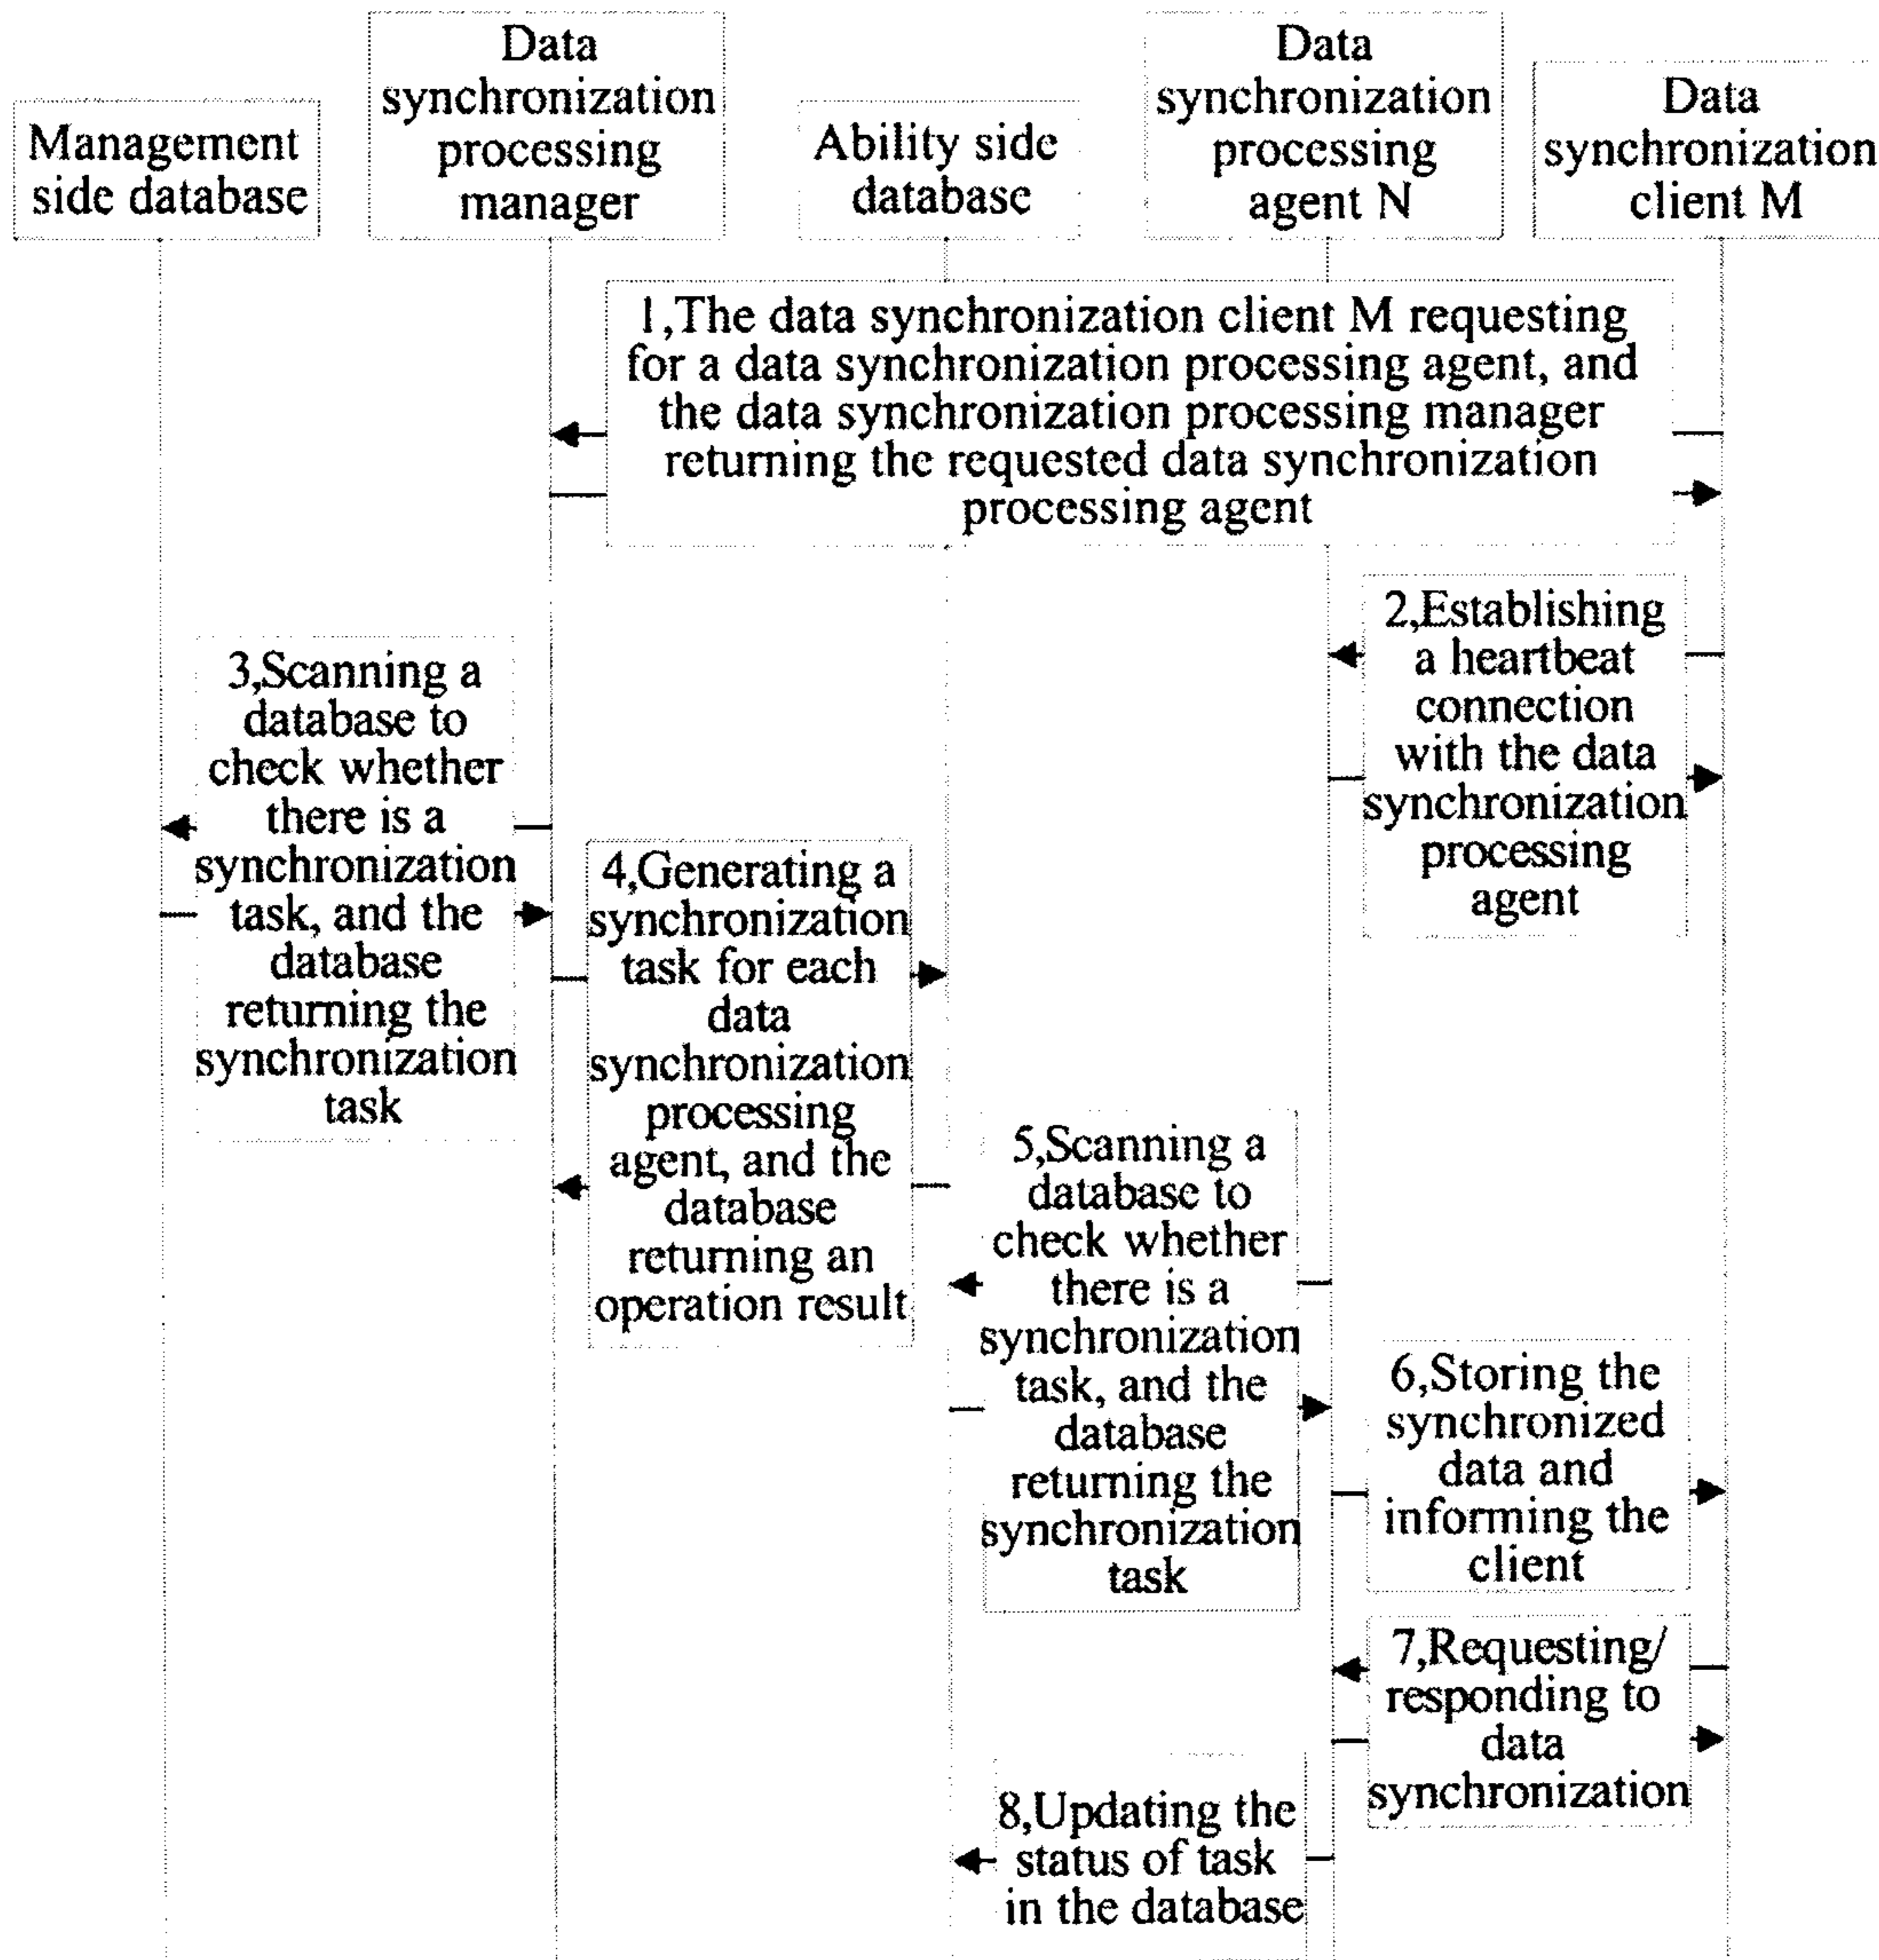 Management
side database
Data
synchronization
processing
manager
Ability side
database
Data
synchronization
processing
agent N
Data
synchronization
client M
1,The data synchronization client M requesting
for a data synchronization processing agent, and
the data synchronization processing manager
returning the requested data synchronization
processing agent
2,Establishing
a heartbeat
connection
with the data
synchronization
processing
agent
3,Scanning a
database to
check whether
there is a
synchronization
task, and the
database
returning the
synchronization
task
4,Generating a
synchronization
task for each
data
synchronization
processing
agent, and the
database
returning an
operation result
5,Scanning a
database to
check whether
there is a
synchronization
task, and the
database
returning the
synchronization
task
6,Storing the
synchronized
data and
informing the
client
7,Requesting/
responding to
data
synchronization
8,Updating the
status of task
in the database